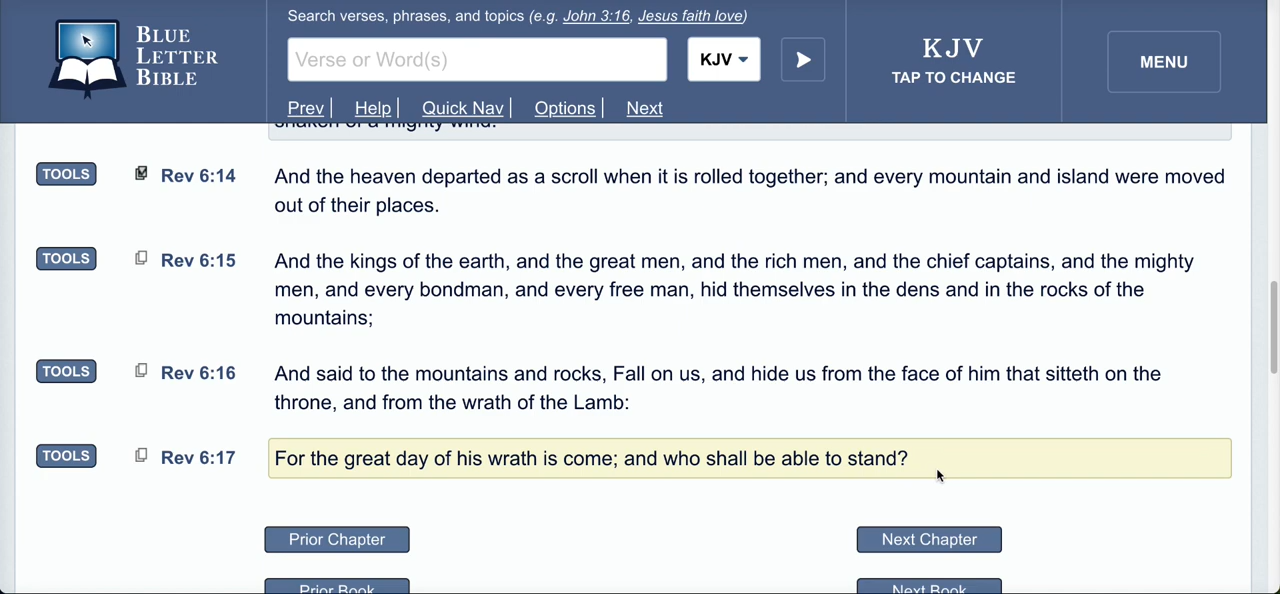 BLUE
LETTER
BIBLE
Search verses, phrases, and topics (e.g. John 3:16, Jesus faith love)
Verse or Word(s)
KJV
Prev | Help | Quick Nav | Options | Next
KJV
TAP TO CHANGE
MENU
shaken of a mighty wind.
TOOLS Rev 6:14 And the heaven departed as a scroll when it is rolled together; and every mountain and island were moved
out of their places.
TOOLS Rev 6:15 And the kings of the earth, and the great men, and the rich men, and the chief captains, and the mighty
men, and every bondman, and every free man, hid themselves in the dens and in the rocks of the
mountains;
TOOLS Rev 6:16 And said to the mountains and rocks, Fall on us, and hide us from the face of him that sitteth on the
throne, and from the wrath of the Lamb:
TOOLS Rev 6:17 For the great day of his wrath is come; and who shall be able to stand?
Prior Chapter Next Chapter
Prior Book Next Book